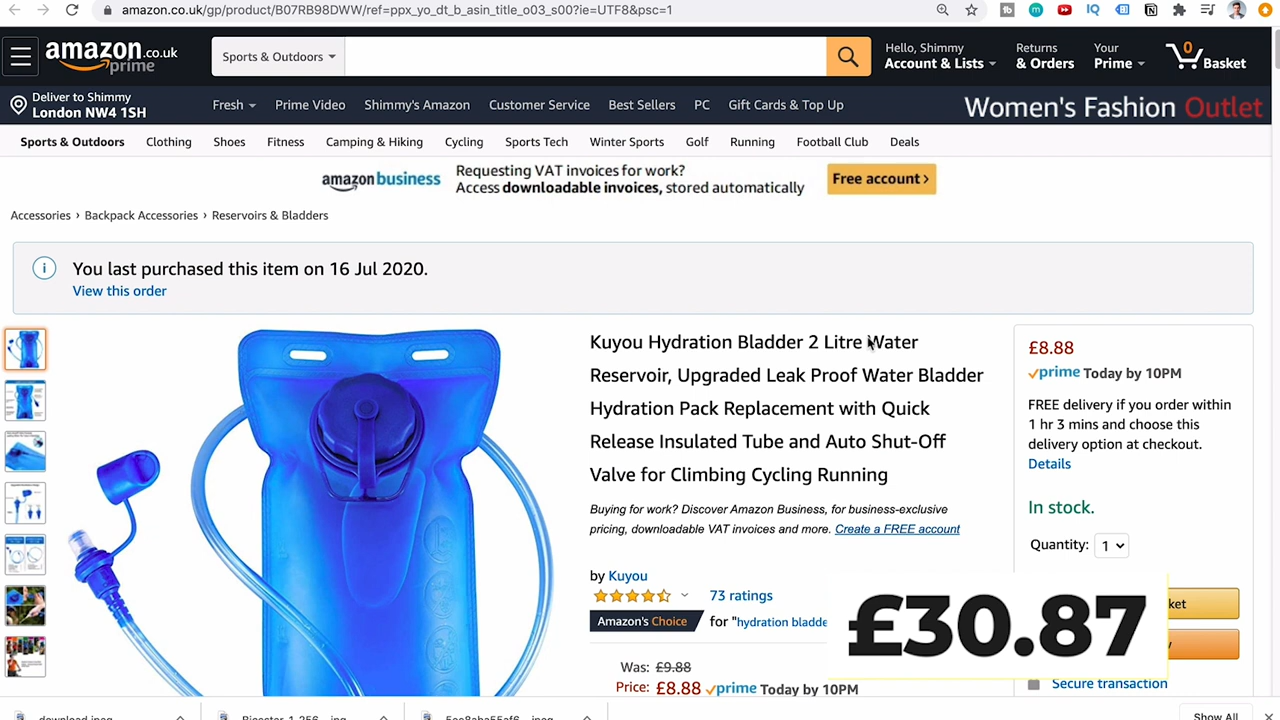 amazon.co.uk/gp/product/B07RB98DWW/ref=ppx_yo_dt_b_asin_title_o03_s00?ie=UTF8&psc=1
amazon.co.uk
prime
Sports & Outdoors
Hello, Shimmy
Account & Lists
Returns
& Orders
Your
Prime
0
Basket
Deliver to Shimmy
London NW4 1SH
Fresh
Prime Video
Shimmy's Amazon
Customer Service
Best Sellers
PC
Gift Cards & Top Up
Women's Fashion Outlet
Sports & Outdoors
Clothing
Shoes
Fitness
Camping & Hiking
Cycling
Sports Tech
Winter Sports
Golf
Running
Football Club
Deals
amazon business
Requesting VAT invoices for work?
Access downloadable invoices, stored automatically
Free account ›
Accessories › Backpack Accessories › Reservoirs & Bladders
You last purchased this item on 16 Jul 2020.
View this order
Kuyou Hydration Bladder 2 Litre Water
Reservoir, Upgraded Leak Proof Water Bladder
Hydration Pack Replacement with Quick
Release Insulated Tube and Auto Shut-Off
Valve for Climbing Cycling Running
Buying for work? Discover Amazon Business, for business-exclusive
pricing, downloadable VAT invoices and more. Create a FREE account
by Kuyou
73 ratings
Amazon's Choice for "hydration bladde
Was: £9.88
Price: £8.88 prime Today by 10PM
£8.88
prime Today by 10PM
FREE delivery if you order within
1 hr 3 mins and choose this
delivery option at checkout.
Details
In stock.
Quantity: 1
ket
£30.87
Secure transaction
download.jpeg
Show All